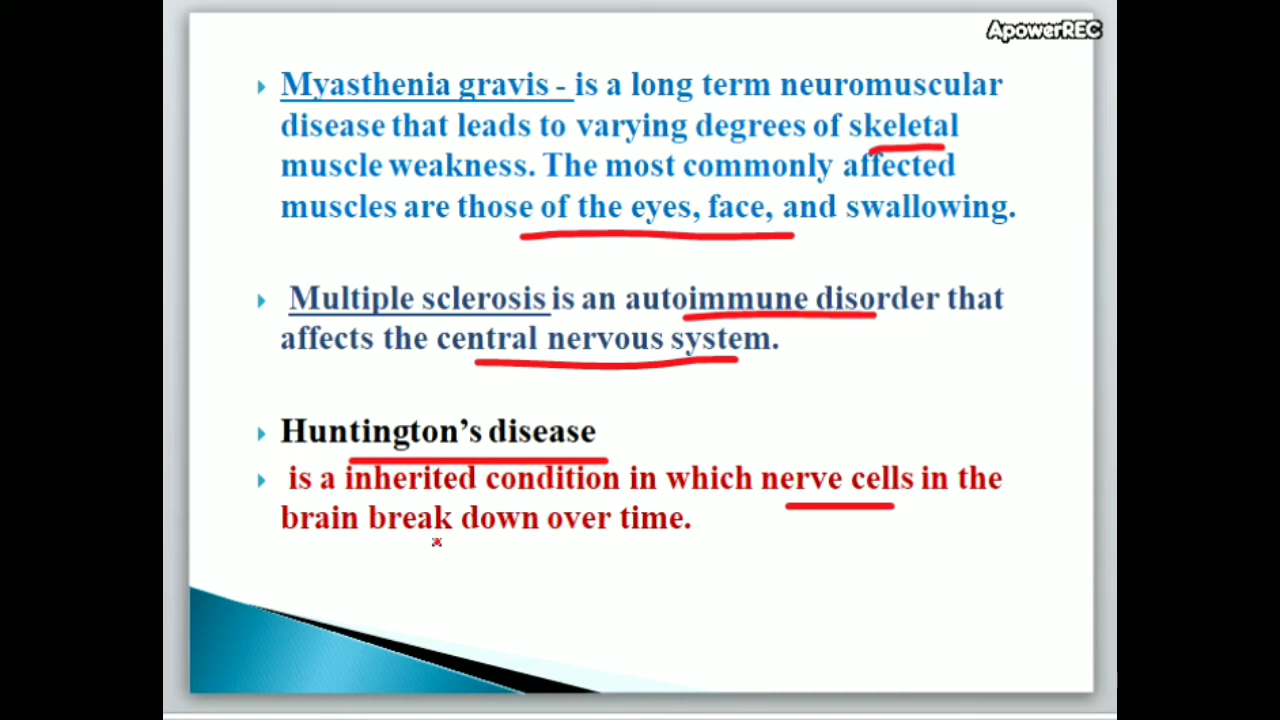 ApowerREC
Myasthenia gravis - is a long term neuromuscular
disease that leads to varying degrees of skeletal
muscle weakness. The most commonly affected
muscles are those of the eyes, face, and swallowing.
Multiple sclerosis is an autoimmune disorder that
affects the central nervous system.
Huntington’s disease
is a inherited condition in which nerve cells in the
brain break down over time.